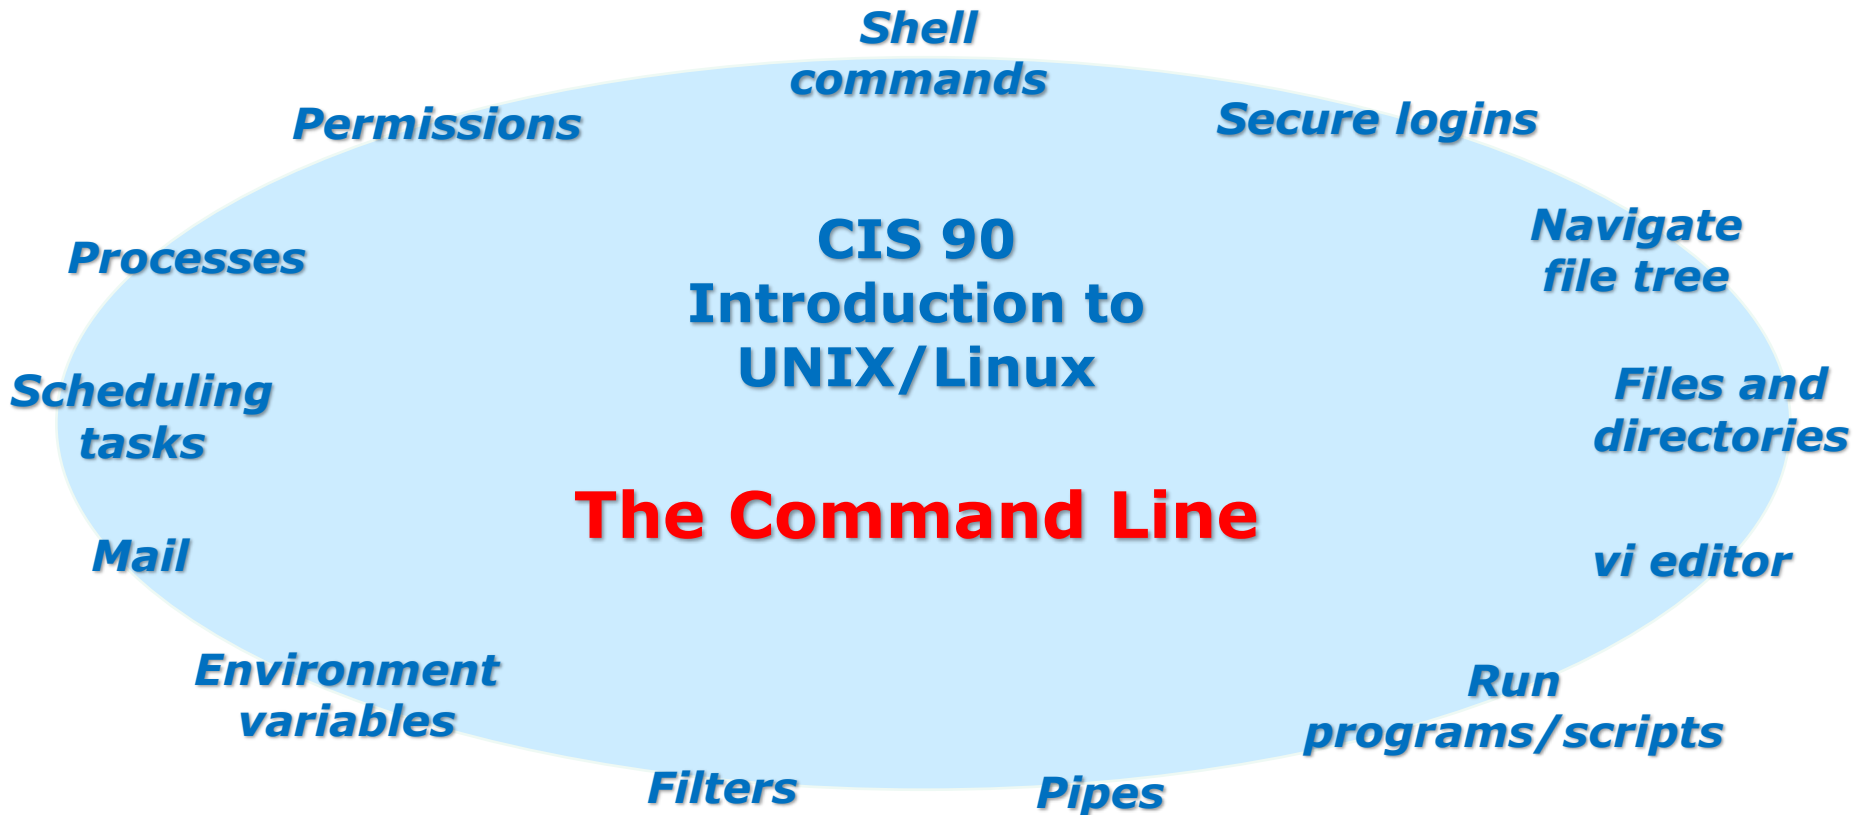 Shell
commands
Permissions
Secure logins
CIS 90
Introduction to
UNIX/Linux
Navigate
file tree
Processes
Scheduling
tasks
Files and
directories
The Command Line
Mail
vi editor
Environment
variables
Run
programs/scripts
Filters
Pipes